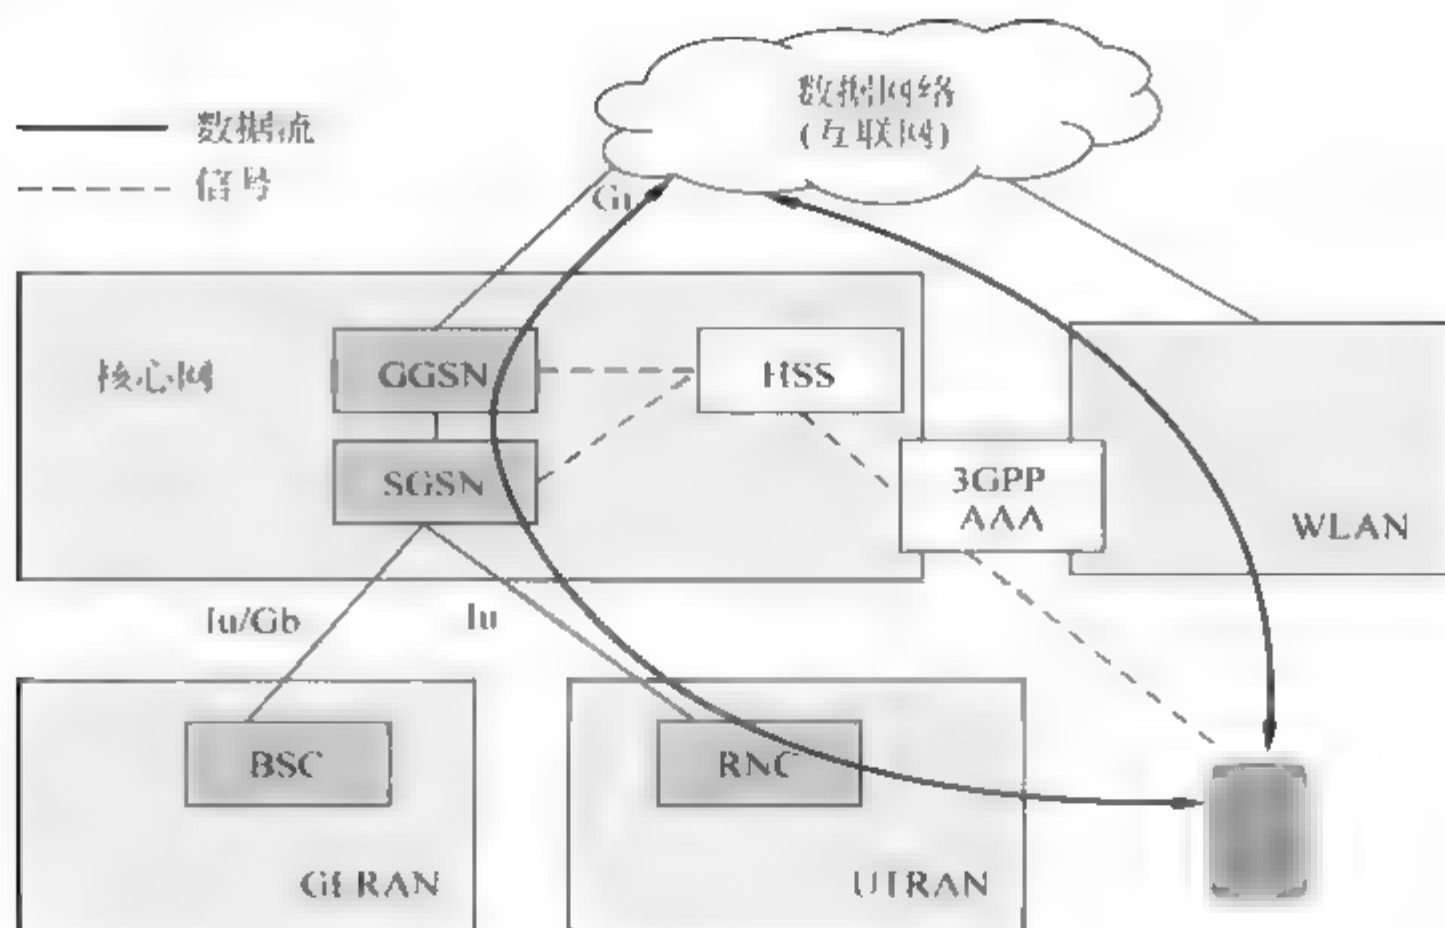 数据网络
(互联网)
数据流
信号
Gi
核心网
GGSN
HSS
SGSN
3GPP
AAA
WLAN
Iu/Gb
Iu
BSC
RNC
GERAN
UTRAN